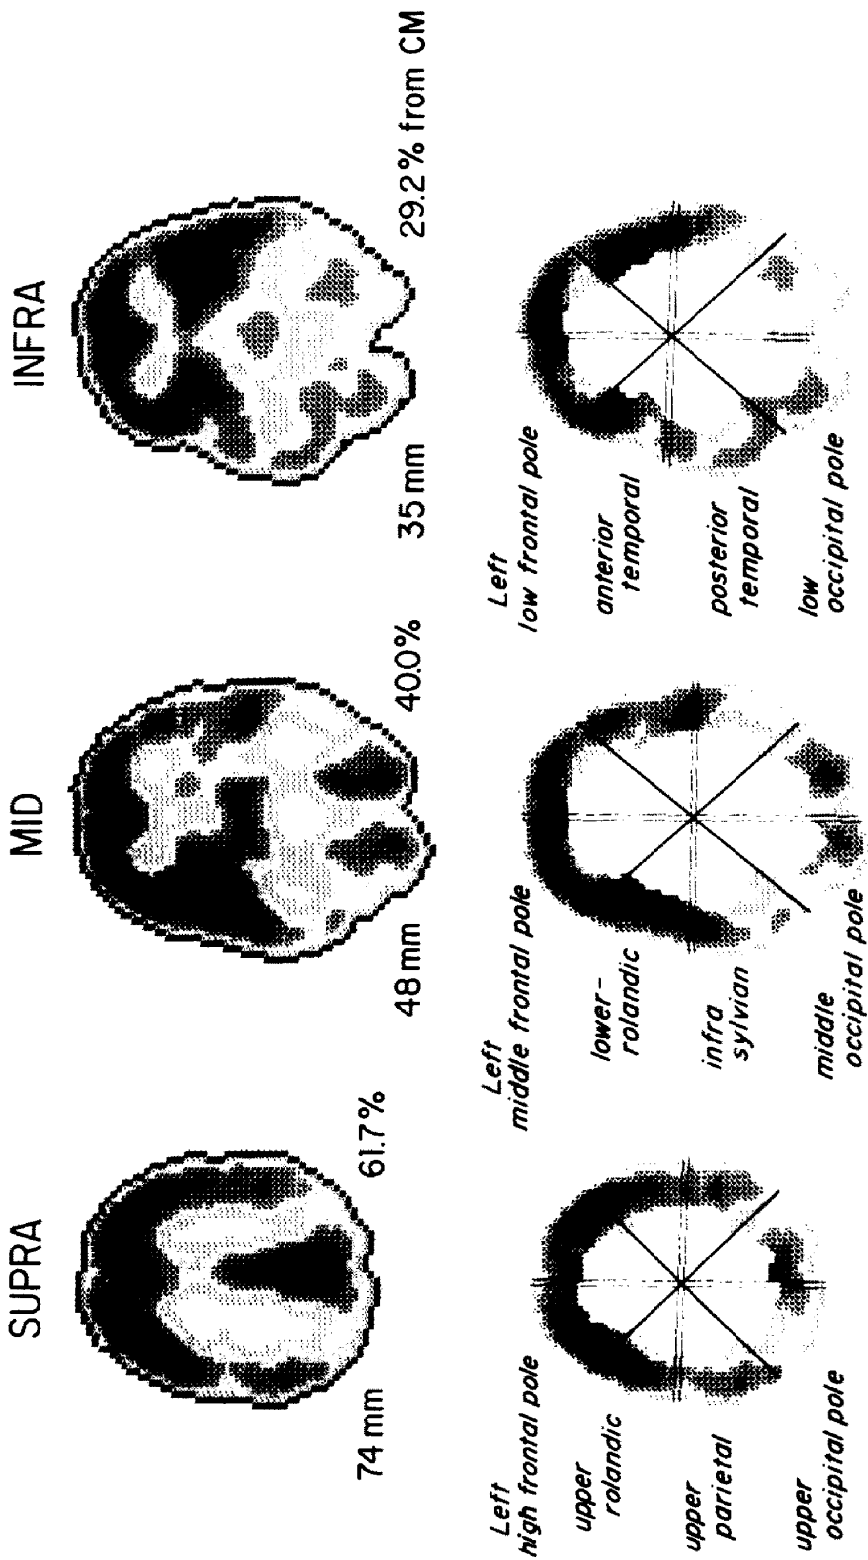 SUPRA
MID
INFRA
74 mm
61.7%
48 mm
40.0%
35 mm
29.2% from CM
Left
high frontal pole
upper
rolandic
upper
parietal
upper
occipital pole
Left
middle frontal pole
lower-
rolandic
infra
sylvian
middle
occipital pole
Left
low frontal pole
anterior
temporal
posterior
temporal
low
occipital pole